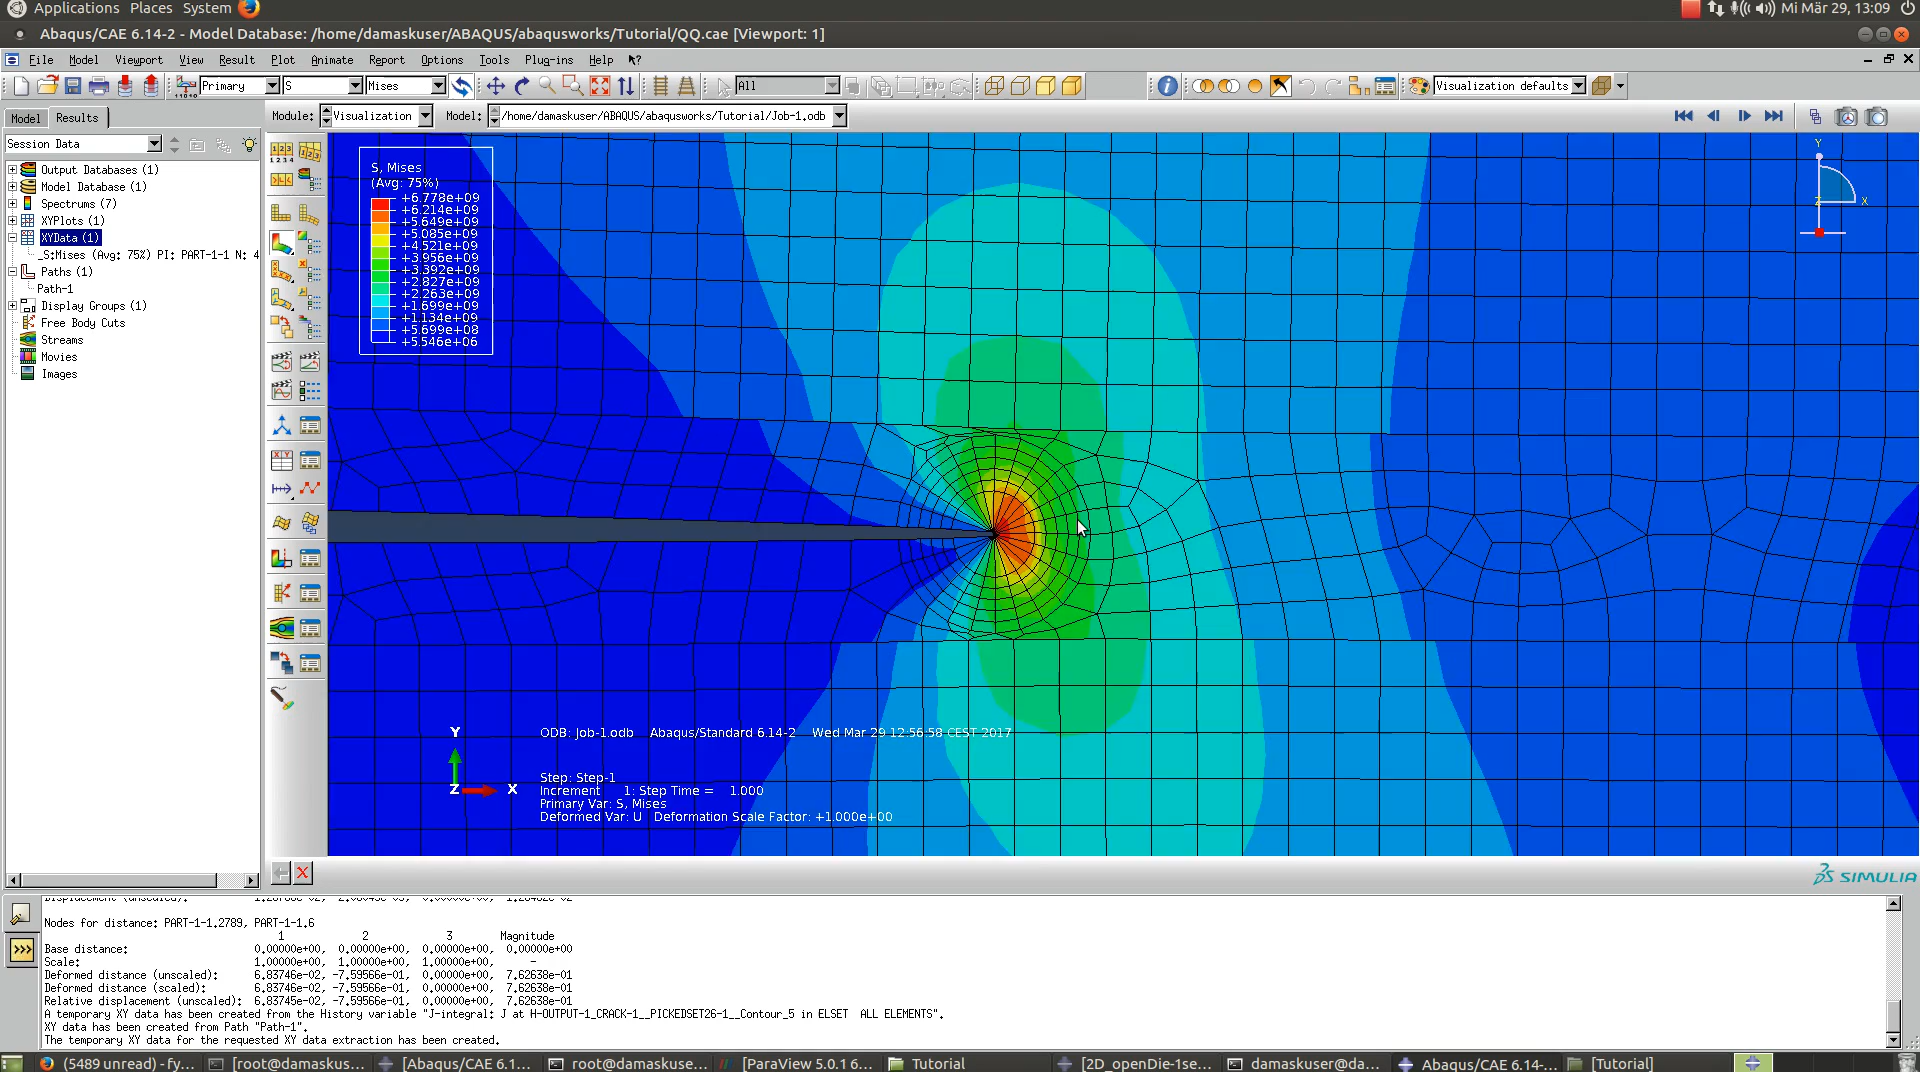 Applications Places System Mi Mär 29, 13:09
Abaqus/CAE 6.14-2 - Model Database: /home/damaskuser/ABAQUS/abaqusworks/Tutorial/QQ.cae [Viewport: 1]
File Model Viewport View Result Plot Animate Report Options Tools Plug-ins Help
Primary S Mises All Visualization defaults
Model Results Module: Visualization Model: /home/damaskuser/ABAQUS/abaqusworks/Tutorial/Job-1.odb
Session Data
Output Databases (1)
Model Database (1)
Spectrums (7)
XYPlots (1)
XYData (1)
_S:Mises (Avg: 75%) PI: PART-1-1 N: 4
Paths (1)
Path-1
Display Groups (1)
Free Body Cuts
Streams
Movies
Images
S, Mises
(Avg: 75%)
+6.778e+09
+6.214e+09
+5.649e+09
+5.085e+09
+4.521e+09
+3.956e+09
+3.392e+09
+2.827e+09
+2.263e+09
+1.699e+09
+1.134e+09
+5.699e+08
+5.546e+06
Y
Z X
Y
Z X
ODB: Job-1.odb Abaqus/Standard 6.14-2 Wed Mar 29 12:56:58 CEST 2017
Step: Step-1
Increment 1: Step Time = 1.000
Primary Var: S, Mises
Deformed Var: U Deformation Scale Factor: +1.000e+00
SIMULIA
Nodes for distance: PART-1-1.2789, PART-1-1.6
1 2 3 Magnitude
Base distance: 0.00000e+00, 0.00000e+00, 0.00000e+00, 0.00000e+00
Scale: 1.00000e+00, 1.00000e+00, 1.00000e+00, -
Deformed distance (unscaled): 6.83746e-02, -7.59566e-01, 0.00000e+00, 7.62638e-01
Deformed distance (scaled): 6.83746e-02, -7.59566e-01, 0.00000e+00, 7.62638e-01
Relative displacement (unscaled): 6.83745e-02, -7.59566e-01, 0.00000e+00, 7.62638e-01
A temporary XY data has been created from the History variable "J-integral: J at H-OUTPUT-1_CRACK-1__PICKEDSET26-1__Contour_5 in ELSET ALL ELEMENTS".
XY data has been created from Path "Path-1".
The temporary XY data for the requested XY data extraction has been created.
(5489 unread) - fy... [root@damaskus... [Abaqus/CAE 6.1... root@damaskuse... [ParaView 5.0.1 6... Tutorial [2D_openDie-1se... damaskuser@da... Abaqus/CAE 6.14-... [Tutorial]